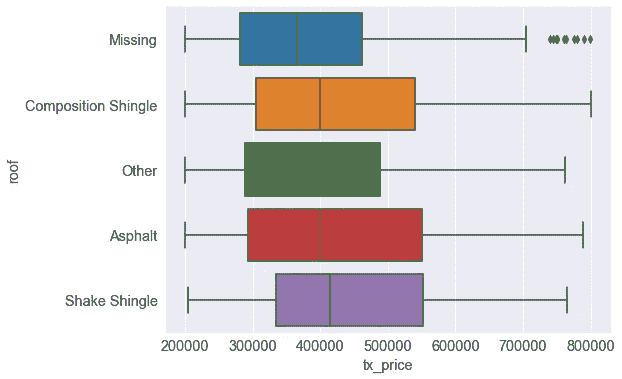 Missing
Composition Shingle
Other
Asphalt
Shake Shingle
roof
200000 300000 400000 500000 600000 700000 800000
tx_price